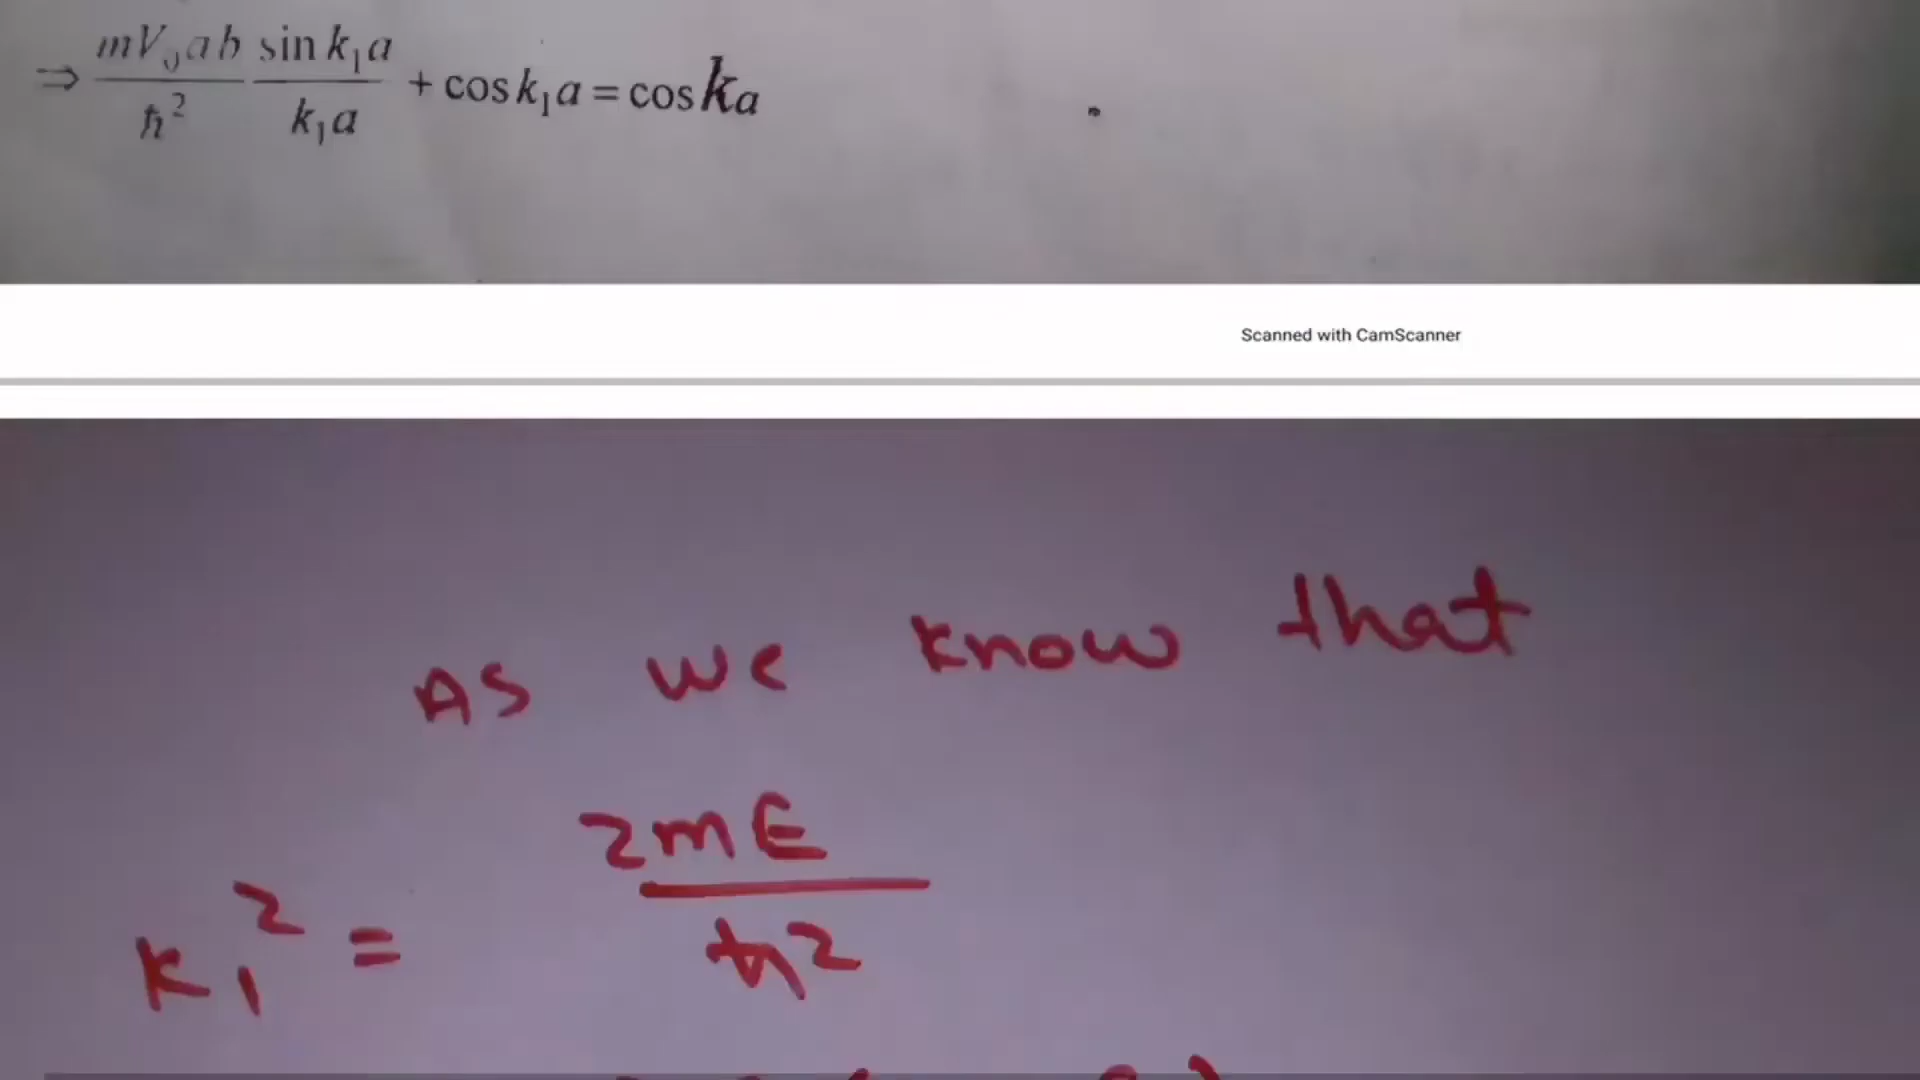 ⇒ mV₀ab/ħ² sin k₁a/k₁a + cos k₁a = cos ka
Scanned with CamScanner
As we know that
k₁² = 2mE/ħ²